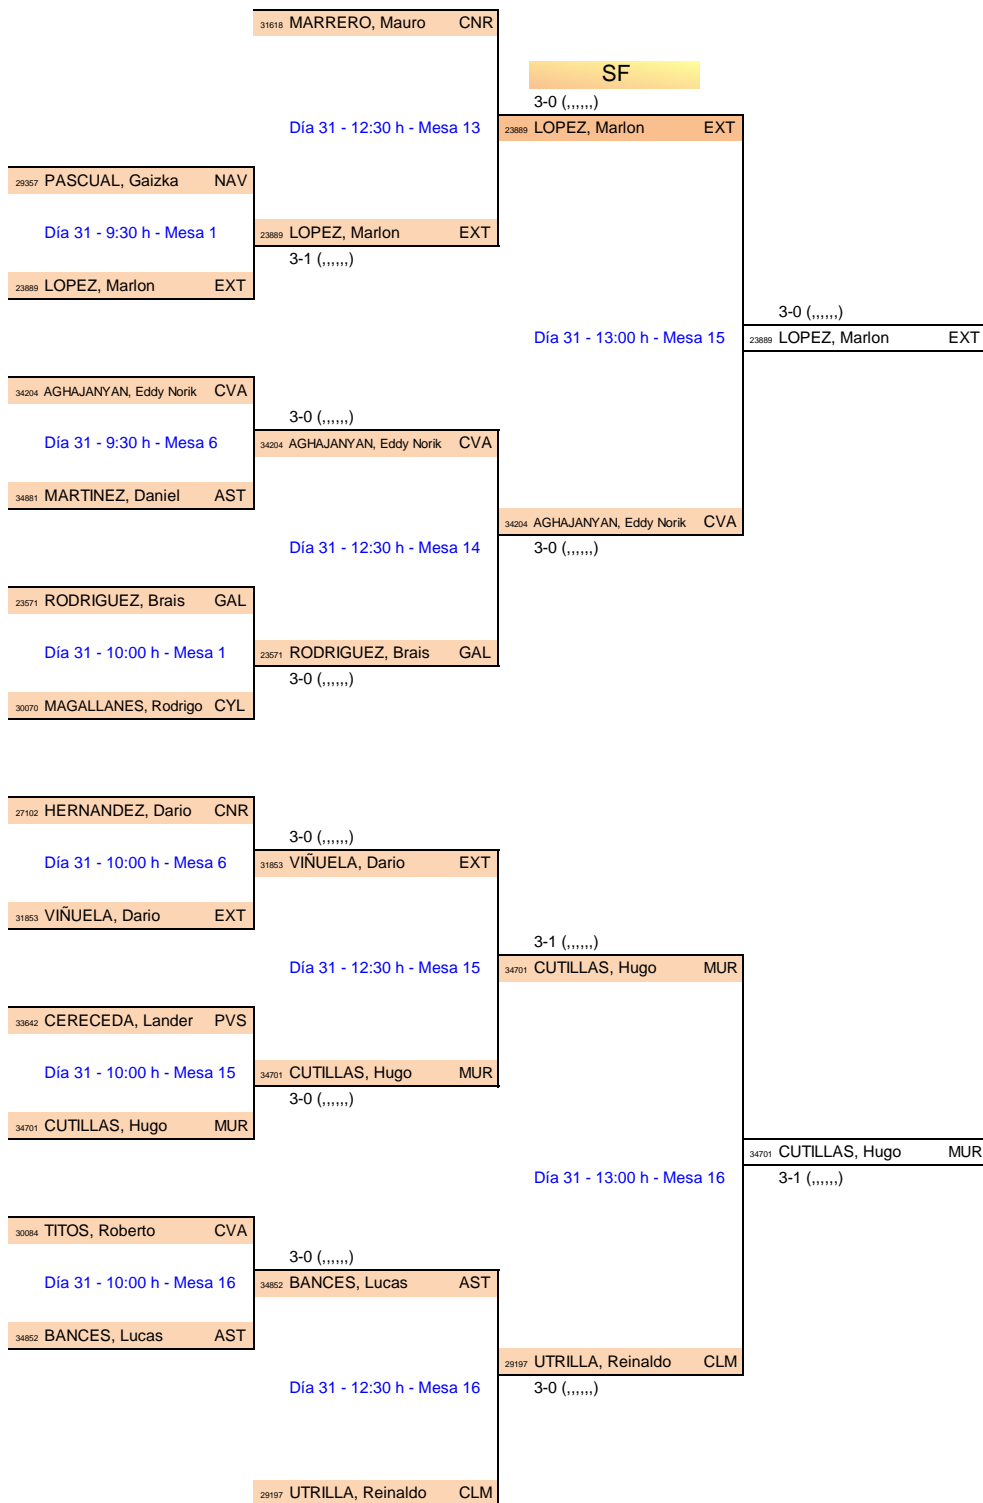 31618 MARRERO, Mauro CNR
SF
3-0 (,,,,,,)
Día 31 - 12:30 h - Mesa 13
23889 LOPEZ, Marlon EXT
29357 PASCUAL, Gaizka NAV
Día 31 - 9:30 h - Mesa 1
23889 LOPEZ, Marlon EXT
3-1 (,,,,,,)
23889 LOPEZ, Marlon EXT
3-0 (,,,,,,)
Día 31 - 13:00 h - Mesa 15
23889 LOPEZ, Marlon EXT
34204 AGHAJANYAN, Eddy Norik CVA
3-0 (,,,,,,)
Día 31 - 9:30 h - Mesa 6
34204 AGHAJANYAN, Eddy Norik CVA
34881 MARTINEZ, Daniel AST
34204 AGHAJANYAN, Eddy Norik CVA
Día 31 - 12:30 h - Mesa 14
3-0 (,,,,,,)
23571 RODRIGUEZ, Brais GAL
Día 31 - 10:00 h - Mesa 1
23571 RODRIGUEZ, Brais GAL
3-0 (,,,,,,)
30070 MAGALLANES, Rodrigo CYL
27102 HERNANDEZ, Dario CNR
3-0 (,,,,,,)
Día 31 - 10:00 h - Mesa 6
31853 VIÑUELA, Dario EXT
31853 VIÑUELA, Dario EXT
3-1 (,,,,,,)
Día 31 - 12:30 h - Mesa 15
34701 CUTILLAS, Hugo MUR
33642 CERECEDA, Lander PVS
Día 31 - 10:00 h - Mesa 15
34701 CUTILLAS, Hugo MUR
3-0 (,,,,,,)
34701 CUTILLAS, Hugo MUR
34701 CUTILLAS, Hugo MUR
Día 31 - 13:00 h - Mesa 16
3-1 (,,,,,,)
30084 TITOS, Roberto CVA
3-0 (,,,,,,)
Día 31 - 10:00 h - Mesa 16
34852 BANCES, Lucas AST
34852 BANCES, Lucas AST
29197 UTRILLA, Reinaldo CLM
Día 31 - 12:30 h - Mesa 16
3-0 (,,,,,,)
29197 UTRILLA, Reinaldo CLM